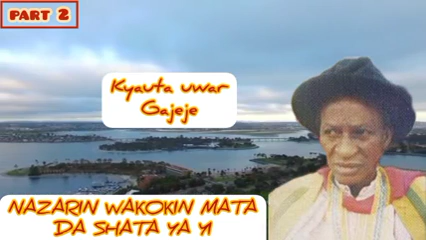 PART 2
Kyauta uwar
Gajeje
NAZARIN WAKOKIN MATA
DA SHATA YA YI